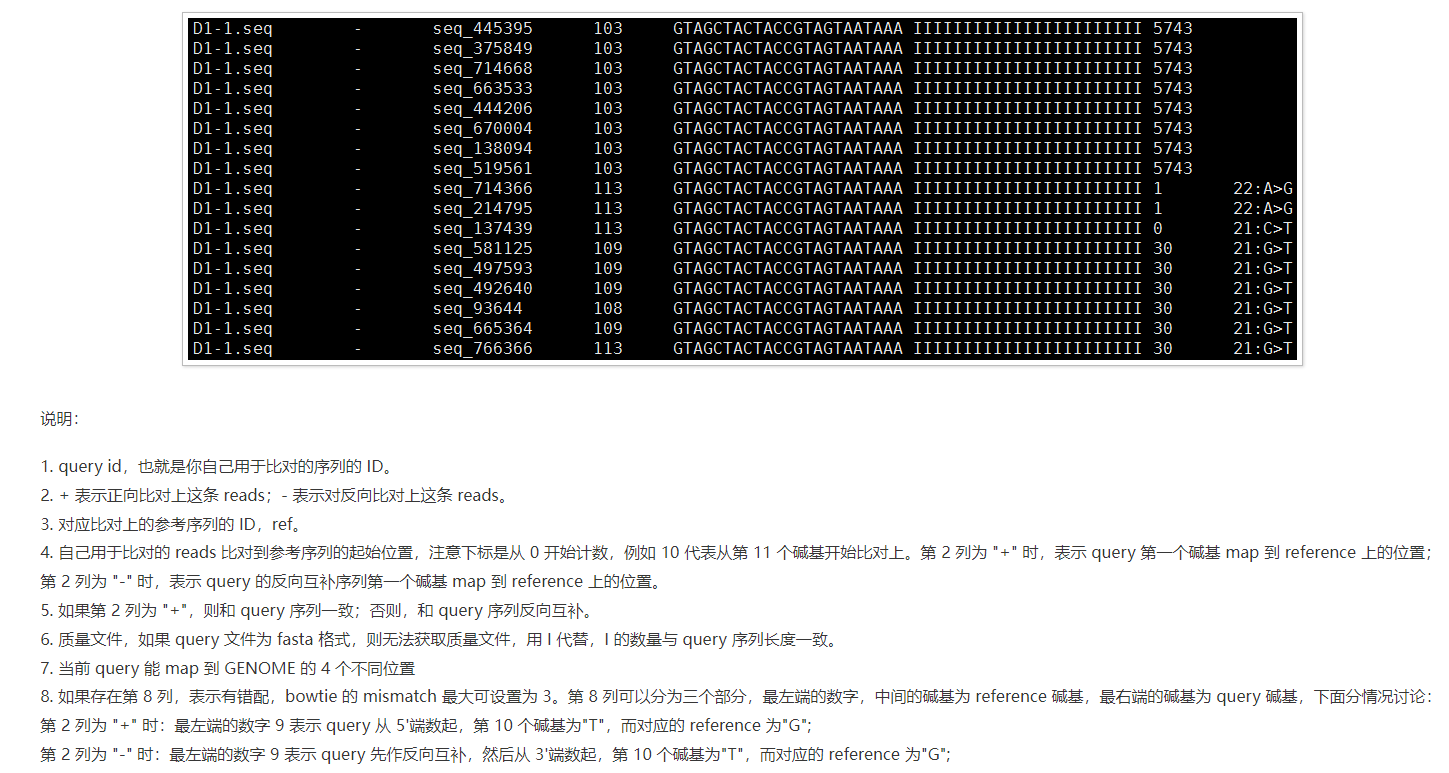 D1-1.seq - seq_445395 103 GTAGCTACTACCGTAGTAATAAA IIIIIIIIIIIIIIIIIIIIIII 5743
D1-1.seq - seq_375849 103 GTAGCTACTACCGTAGTAATAAA IIIIIIIIIIIIIIIIIIIIIII 5743
D1-1.seq - seq_714668 103 GTAGCTACTACCGTAGTAATAAA IIIIIIIIIIIIIIIIIIIIIII 5743
D1-1.seq - seq_663533 103 GTAGCTACTACCGTAGTAATAAA IIIIIIIIIIIIIIIIIIIIIII 5743
D1-1.seq - seq_444206 103 GTAGCTACTACCGTAGTAATAAA IIIIIIIIIIIIIIIIIIIIIII 5743
D1-1.seq - seq_670004 103 GTAGCTACTACCGTAGTAATAAA IIIIIIIIIIIIIIIIIIIIIII 5743
D1-1.seq - seq_138094 103 GTAGCTACTACCGTAGTAATAAA IIIIIIIIIIIIIIIIIIIIIII 5743
D1-1.seq - seq_519561 103 GTAGCTACTACCGTAGTAATAAA IIIIIIIIIIIIIIIIIIIIIII 5743
D1-1.seq - seq_714366 113 GTAGCTACTACCGTAGTAATAAA IIIIIIIIIIIIIIIIIIIIIII 1 22:A>G
D1-1.seq - seq_214795 113 GTAGCTACTACCGTAGTAATAAA IIIIIIIIIIIIIIIIIIIIIII 1 22:A>G
D1-1.seq - seq_137439 113 GTAGCTACTACCGTAGTAATAAA IIIIIIIIIIIIIIIIIIIIIII 0 21:C>T
D1-1.seq - seq_581125 109 GTAGCTACTACCGTAGTAATAAA IIIIIIIIIIIIIIIIIIIIIII 30 21:G>T
D1-1.seq - seq_497593 109 GTAGCTACTACCGTAGTAATAAA IIIIIIIIIIIIIIIIIIIIIII 30 21:G>T
D1-1.seq - seq_492640 109 GTAGCTACTACCGTAGTAATAAA IIIIIIIIIIIIIIIIIIIIIII 30 21:G>T
D1-1.seq - seq_93644 108 GTAGCTACTACCGTAGTAATAAA IIIIIIIIIIIIIIIIIIIIIII 30 21:G>T
D1-1.seq - seq_665364 109 GTAGCTACTACCGTAGTAATAAA IIIIIIIIIIIIIIIIIIIIIII 30 21:G>T
D1-1.seq - seq_766366 113 GTAGCTACTACCGTAGTAATAAA IIIIIIIIIIIIIIIIIIIIIII 30 21:G>T
说明：
1. query id，也就是你自己用于比对的序列的 ID。
2. + 表示正向比对上这条 reads；- 表示对反向比对上这条 reads。
3. 对应比对上的参考序列的 ID，ref。
4. 自己用于比对的 reads 比对到参考序列的起始位置，注意下标是从 0 开始计数，例如 10 代表从第 11 个碱基开始比对上。第 2 列为 "+" 时，表示 query 第一个碱基 map 到 reference 上的位置；
第 2 列为 "-" 时，表示 query 的反向互补序列第一个碱基 map 到 reference 上的位置。
5. 如果第 2 列为 "+"，则和 query 序列一致；否则，和 query 序列反向互补。
6. 质量文件，如果 query 文件为 fasta 格式，则无法获取质量文件，用 I 代替，I 的数量与 query 序列长度一致。
7. 当前 query 能 map 到 GENOME 的 4 个不同位置
8. 如果存在第 8 列，表示有错配，bowtie 的 mismatch 最大可设置为 3。第 8 列可以分为三个部分，最左端的数字，中间的碱基为 reference 碱基，最右端的碱基为 query 碱基，下面分情况讨论：
第 2 列为 "+" 时：最左端的数字 9 表示 query 从 5'端数起，第 10 个碱基为"T"，而对应的 reference 为"G";
第 2 列为 "-" 时：最左端的数字 9 表示 query 先作反向互补，然后从 3'端数起，第 10 个碱基为"T"，而对应的 reference 为"G";